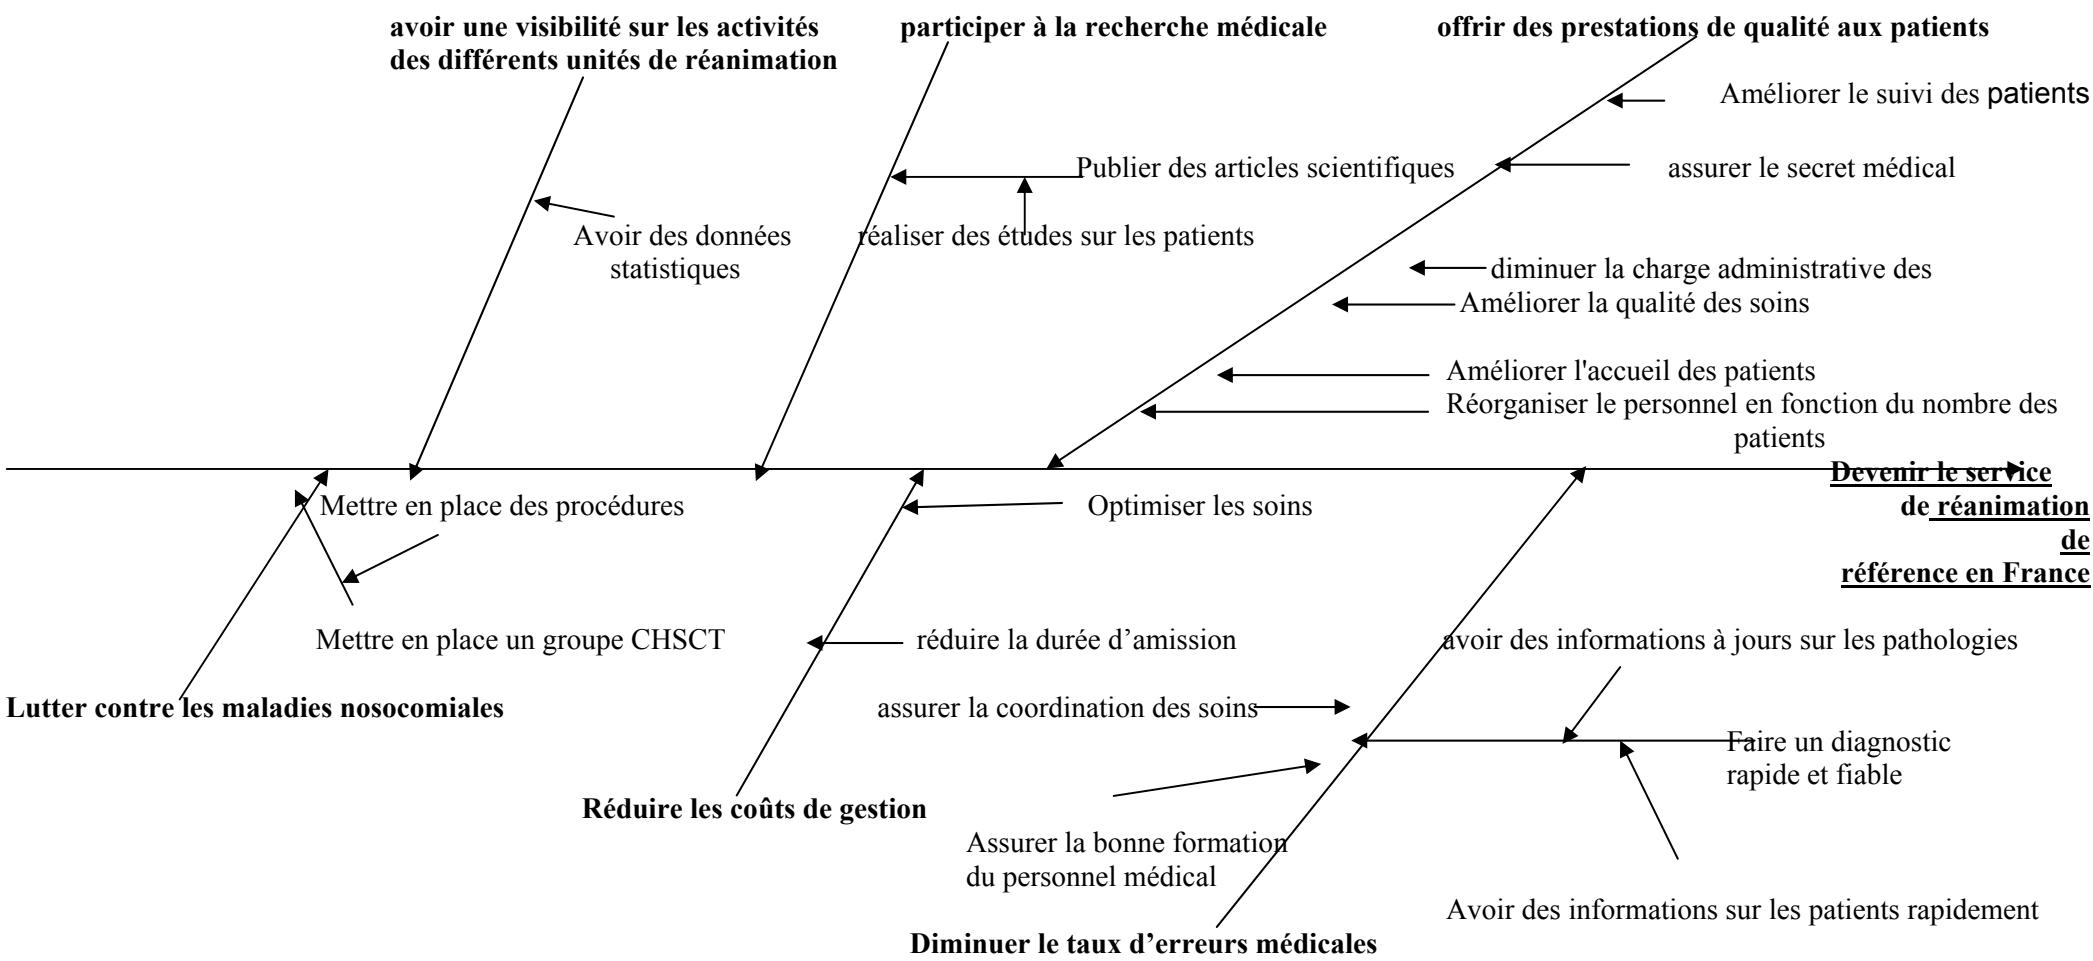 avoir une visibilité sur les activités
des différents unités de réanimation
participer à la recherche médicale
offrir des prestations de qualité aux patients
Améliorer le suivi des patients
Publier des articles scientifiques
assurer le secret médical
Avoir des données
statistiques
réaliser des études sur les patients
diminuer la charge administrative des
Améliorer la qualité des soins
Améliorer l'accueil des patients
Réorganiser le personnel en fonction du nombre des
patients
Devenir le service
de réanimation
de
référence en France
Mettre en place des procédures
Optimiser les soins
Mettre en place un groupe CHSCT
réduire la durée d’amission
avoir des informations à jours sur les pathologies
Lutter contre les maladies nosocomiales
assurer la coordination des soins
Faire un diagnostic
rapide et fiable
Réduire les coûts de gestion
Assurer la bonne formation
du personnel médical
Avoir des informations sur les patients rapidement
Diminuer le taux d’erreurs médicales